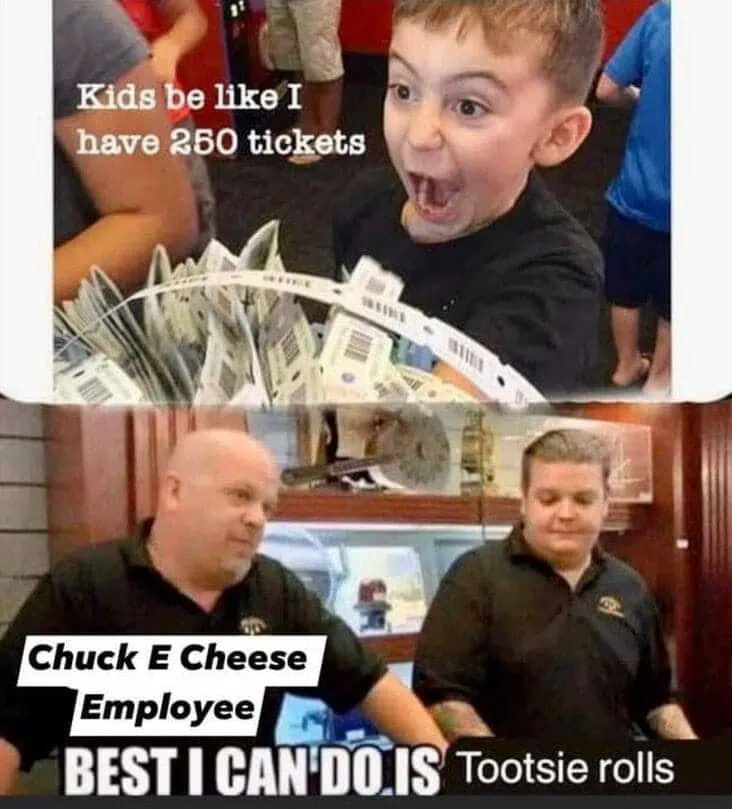 Kids be like I
have 250 tickets
Chuck E Cheese
Employee
BEST I CAN DO IS Tootsie rolls